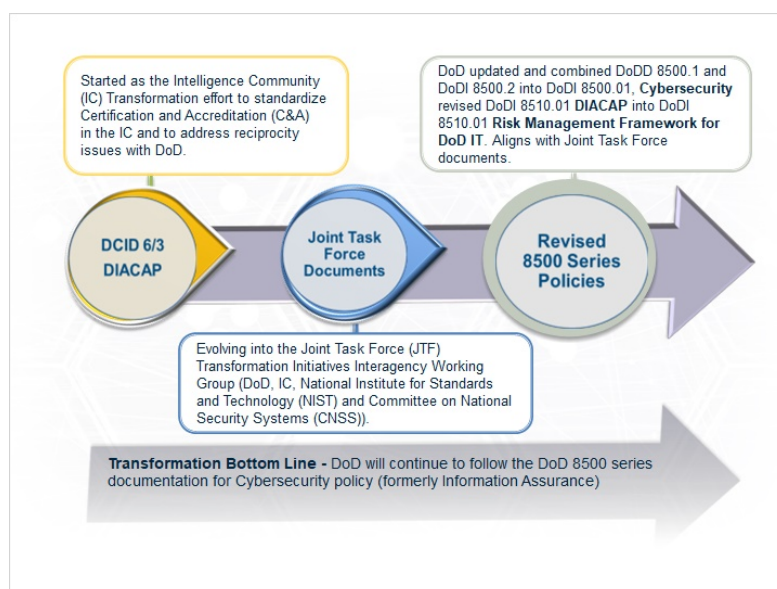 Started as the Intelligence Community
(IC) Transformation effort to standardize
Certification and Accreditation (C&A)
in the IC and to address reciprocity
issues with DoD.
DoD updated and combined DoDD 8500.1 and
DoDI 8500.2 into DoDI 8500.01, Cybersecurity
revised DoDI 8510.01 DIACAP into DoDI
8510.01 Risk Management Framework for
DoD IT. Aligns with Joint Task Force
documents.
DCID 6/3
DIACAP
Joint Task
Force
Documents
Revised
8500 Series
Policies
Evolving into the Joint Task Force (JTF)
Transformation Initiatives Interagency Working
Group (DoD, IC, National Institute for Standards
and Technology (NIST) and Committee on National
Security Systems (CNSS)).
Transformation Bottom Line - DoD will continue to follow the DoD 8500 series
documentation for Cybersecurity policy (formerly Information Assurance)